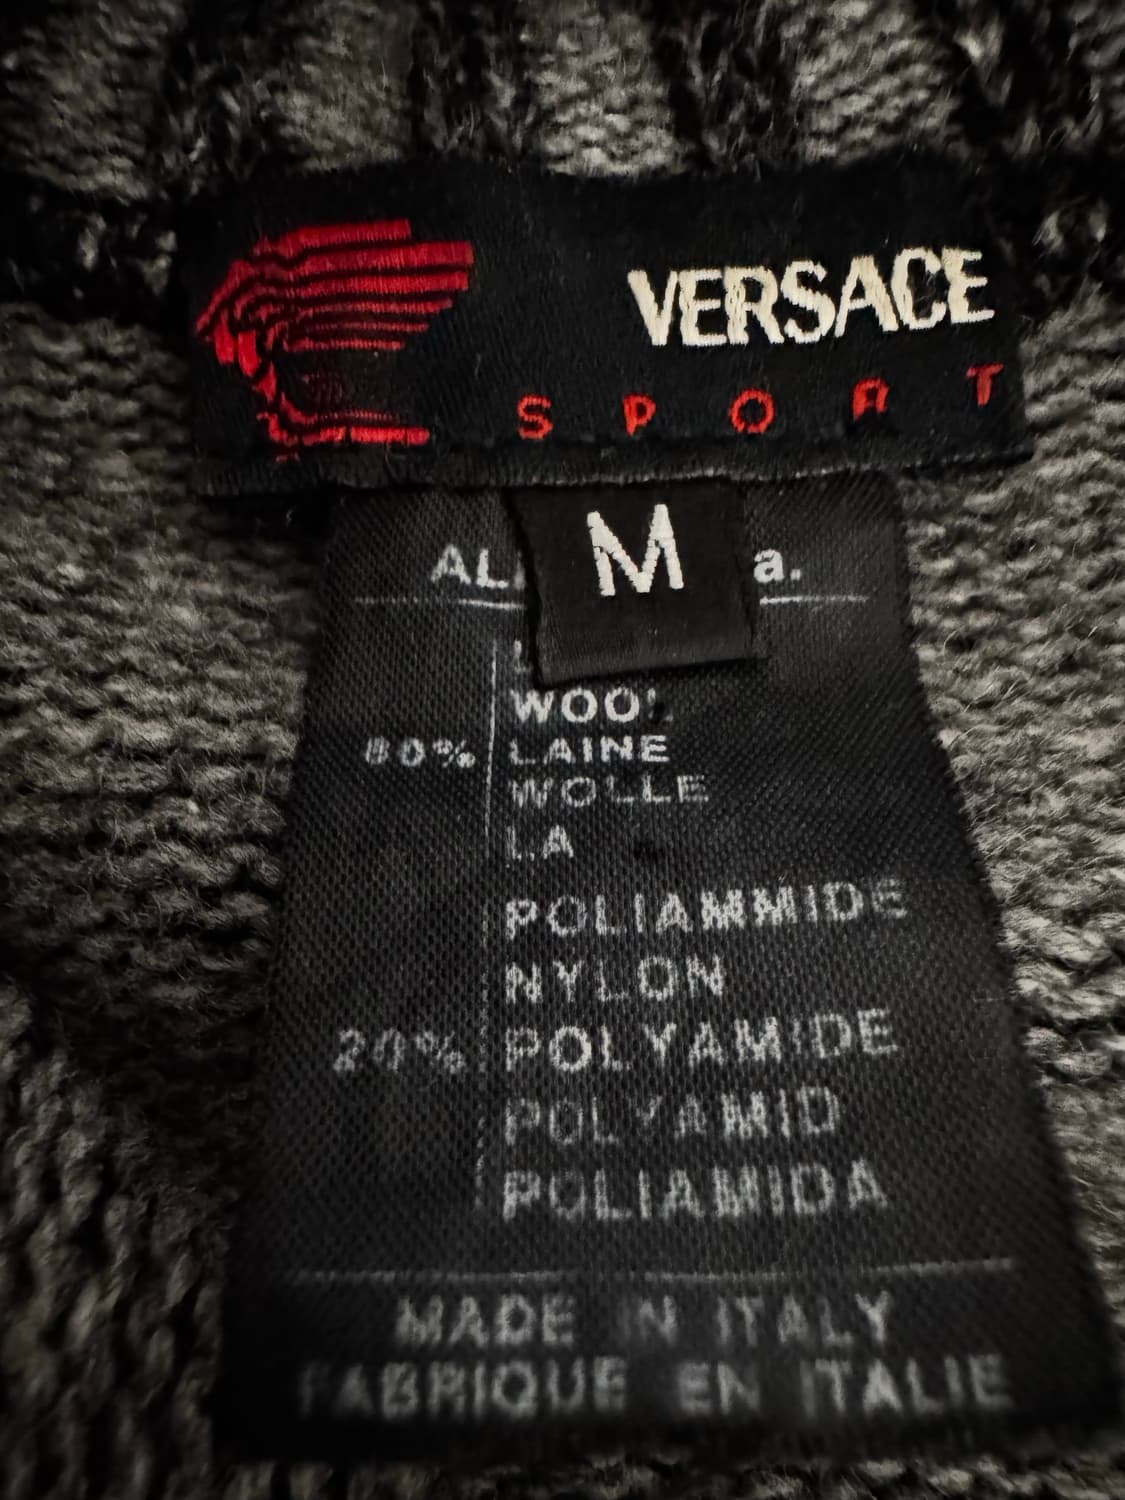 VERSACE
SPORT
M
a.
WOOL
80% LAINE
WOLLE
LA
POLIAMMIDE
NYLON
20% POLYAMIDE
POLYAMID
POLIAMIDA
MADE IN ITALY
FABRIQUE EN ITALIE